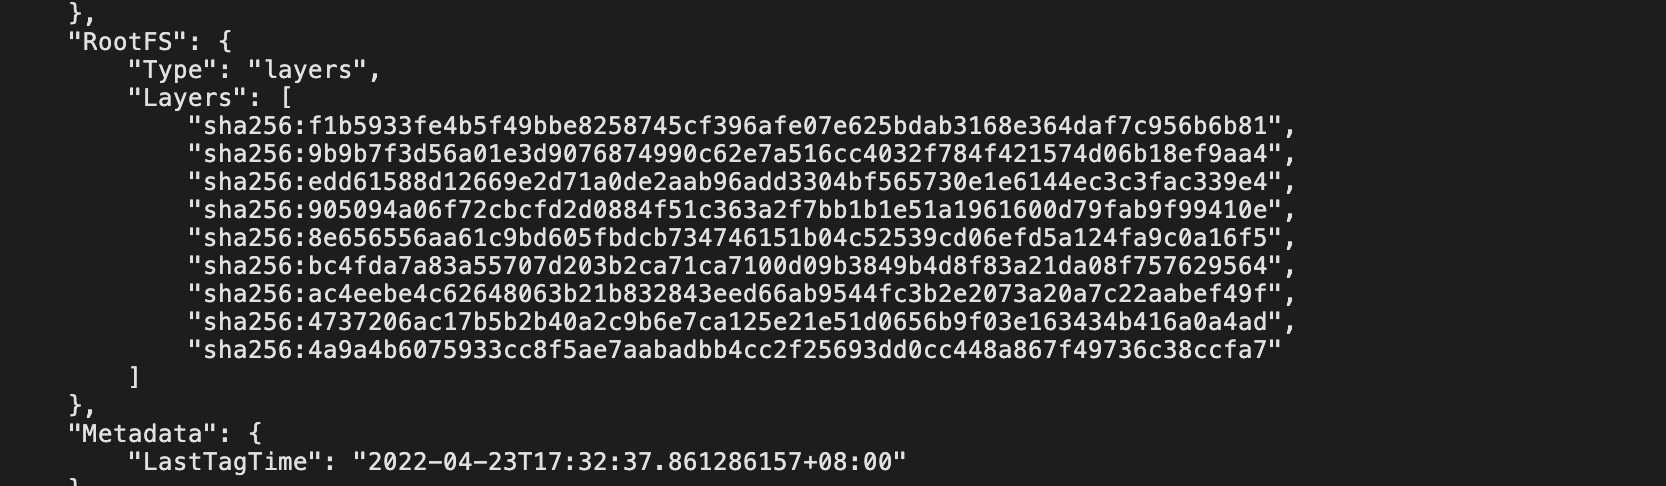 },
"RootFS": {
"Type": "layers",
"Layers": [
"sha256:f1b5933fe4b5f49bbe8258745cf396afe07e625bdab3168e364daf7c956b6b81",
"sha256:9b9b7f3d56a01e3d9076874990c62e7a516cc4032f784f421574d06b18ef9aa4",
"sha256:edd61588d12669e2d71a0de2aab96add3304bf565730e1e6144ec3c3fac339e4",
"sha256:905094a06f72cbcfd2d0884f51c363a2f7bb1b1e51a1961600d79fab9f99410e",
"sha256:8e656556aa61c9bd605fbdcb734746151b04c52539cd06efd5a124fa9c0a16f5",
"sha256:bc4fda7a83a55707d203b2ca71ca7100d09b3849b4d8f83a21da08f757629564",
"sha256:ac4eebe4c62648063b21b832843eed66ab9544fc3b2e2073a20a7c22aabef49f",
"sha256:4737206ac17b5b2b40a2c9b6e7ca125e21e51d0656b9f03e163434b416a0a4ad",
"sha256:4a9a4b6075933cc8f5ae7aabadbb4cc2f25693dd0cc448a867f49736c38ccfa7"
]
},
"Metadata": {
"LastTagTime": "2022-04-23T17:32:37.861286157+08:00"
}